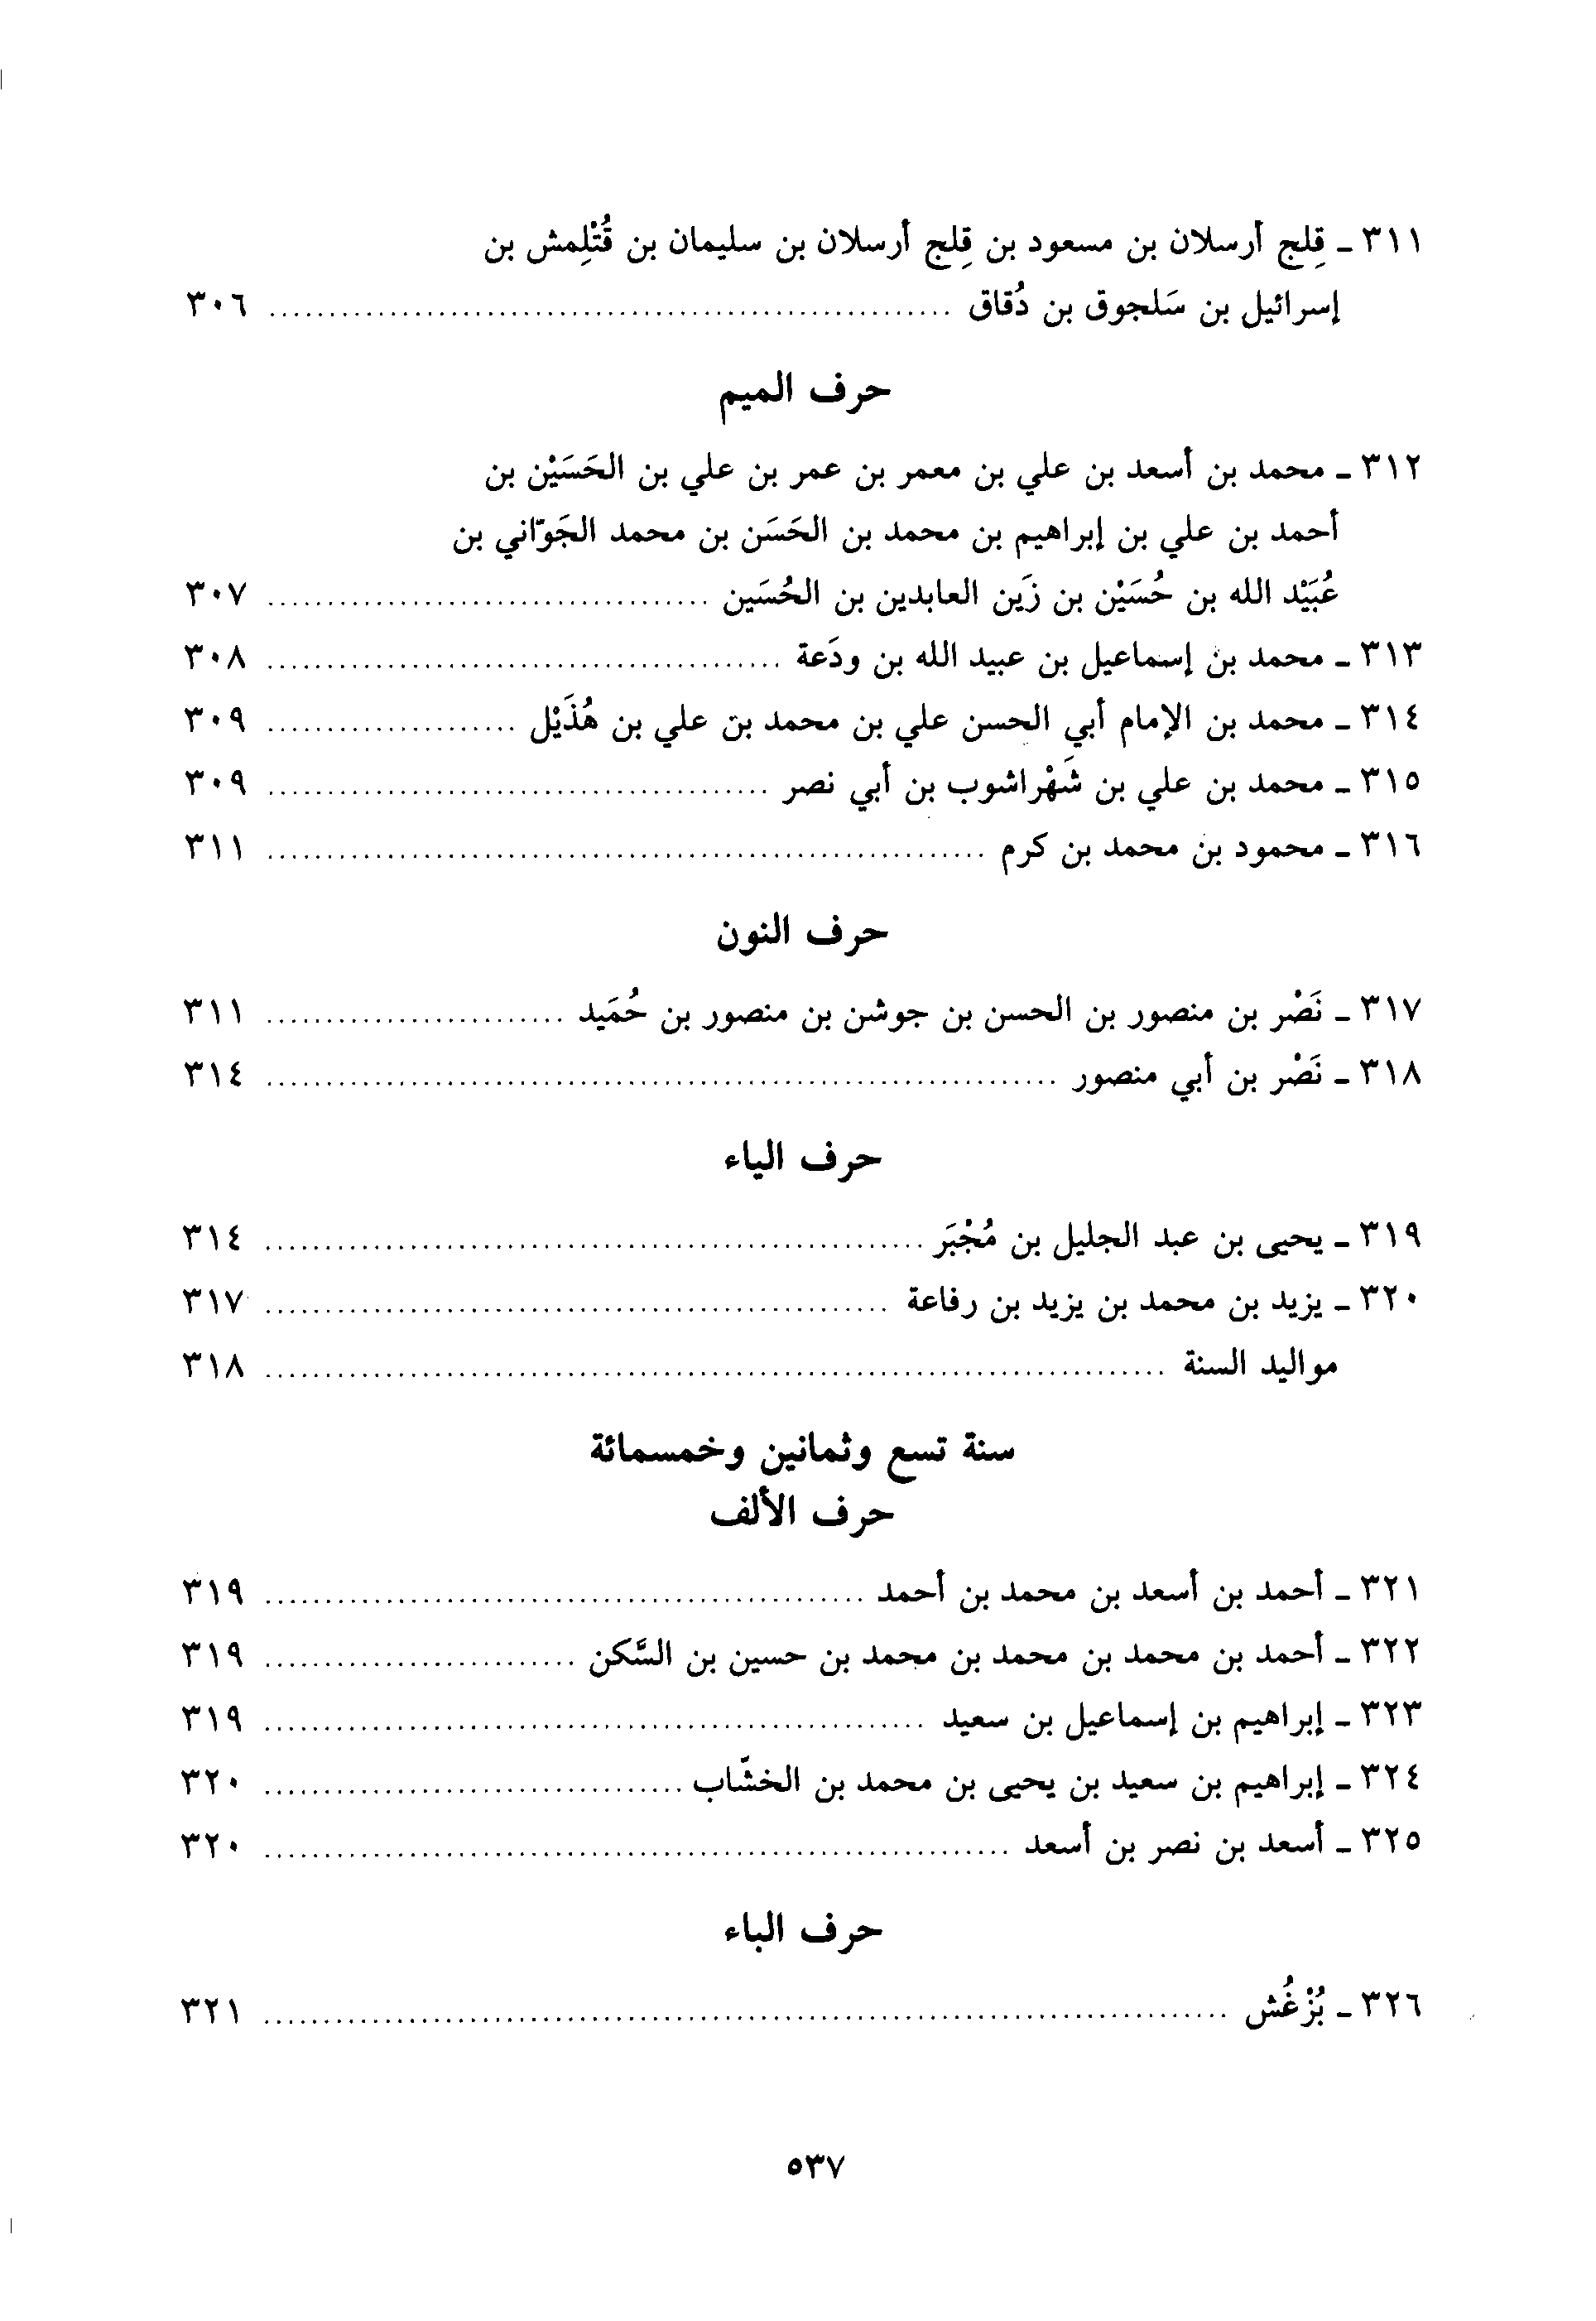 ٣١١ ـ قِلج أرسلان بن مسعود بن قِلج أرسلان بن سليمان بن قُتْلِمش بن
إسرائيل بن سَلجوق بن دُقاق ........ ٣٠٦
حرف الميم
٣١٢ ـ محمد بن أسعد بن علي بن معمر بن عمر بن علي بن الحَسَيْن بن
أحمد بن علي بن إبراهيم بن محمد بن الحَسَن بن محمد الجَوّاني بن
عُبَيْد الله بن حُسَيْن بن زَين العابدين بن الحُسَين ........ ٣٠٧
٣١٣ ـ محمد بن إسماعيل بن عبيد الله بن ودَعة ........ ٣٠٨
٣١٤ ـ محمد بن الإمام أبي الحسن علي بن محمد بن علي بن هُذَيْل ........ ٣٠٩
٣١٥ ـ محمد بن علي بن شَهْراشوب بن أبي نصر ........ ٣٠٩
٣١٦ ـ محمود بن محمد بن كرم ........ ٣١١
حرف النون
٣١٧ ـ نَصْر بن منصور بن الحسن بن جوشن بن منصور بن حُمَيد ........ ٣١١
٣١٨ ـ نَصْر بن أبي منصور ........ ٣١٤
حرف الياء
٣١٩ ـ يحيى بن عبد الجليل بن مُجْبَر ........ ٣١٤
٣٢٠ ـ يزيد بن محمد بن يزيد بن رفاعة ........ ٣١٧
مواليد السنة ........ ٣١٨
سنة تسع وثمانين وخمسمائة
حرف الألف
٣٢١ ـ أحمد بن أسعد بن محمد بن أحمد ........ ٣١٩
٣٢٢ ـ أحمد بن محمد بن محمد بن محمد بن حسين بن السَّكن ........ ٣١٩
٣٢٣ ـ إبراهيم بن إسماعيل بن سعيد ........ ٣١٩
٣٢٤ ـ إبراهيم بن سعيد بن يحيى بن محمد بن الخشّاب ........ ٣٢٠
٣٢٥ ـ أسعد بن نصر بن أسعد ........ ٣٢٠
حرف الباء
٣٢٦ ـ بُزْغُش ........ ٣٢١
٥٣٧